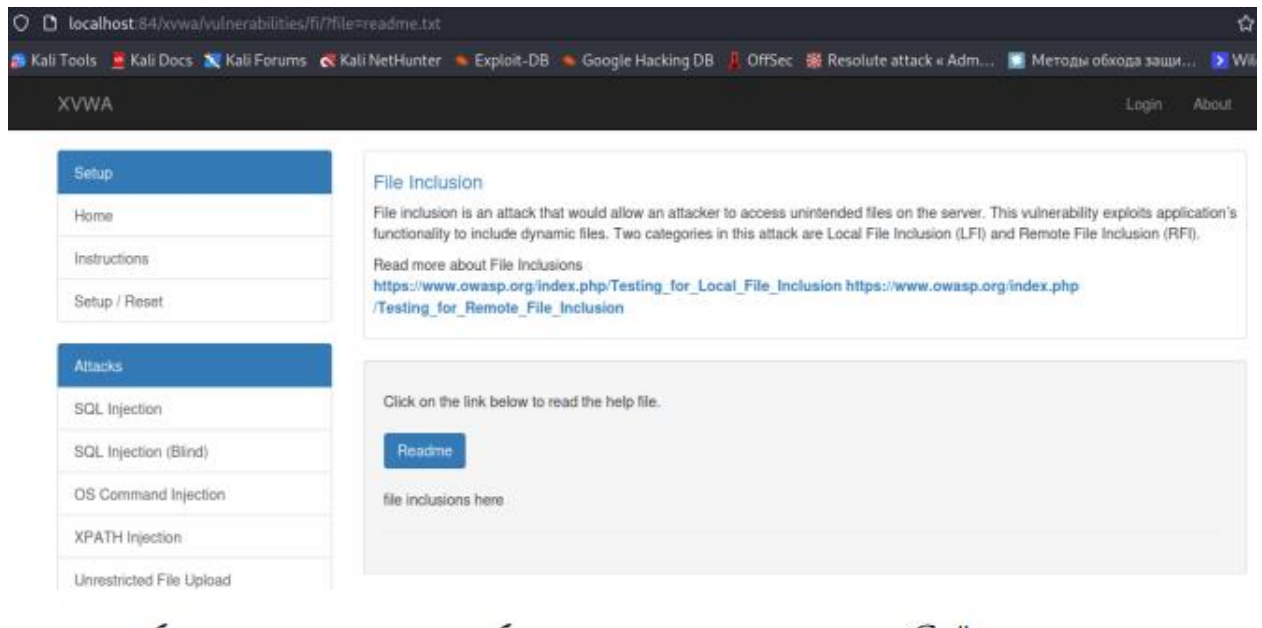 localhost:84/xvwa/vulnerabilities/fi/?file=readme.txt
Kali Tools Kali Docs Kali Forums Kali NetHunter Exploit-DB Google Hacking DB OffSec Resolute attack « Adm... Методы обхода защи...
XVWA Login About
Setup
Home
Instructions
Setup / Reset
Attacks
SQL Injection
SQL Injection (Blind)
OS Command Injection
XPATH Injection
Unrestricted File Upload
File Inclusion
File inclusion is an attack that would allow an attacker to access unintended files on the server. This vulnerability exploits application's
functionality to include dynamic files. Two categories in this attack are Local File Inclusion (LFI) and Remote File Inclusion (RFI).
Read more about File Inclusions
https://www.owasp.org/index.php/Testing_for_Local_File_Inclusion https://www.owasp.org/index.php
/Testing_for_Remote_File_Inclusion
Click on the link below to read the help file.
Readme
file inclusions here